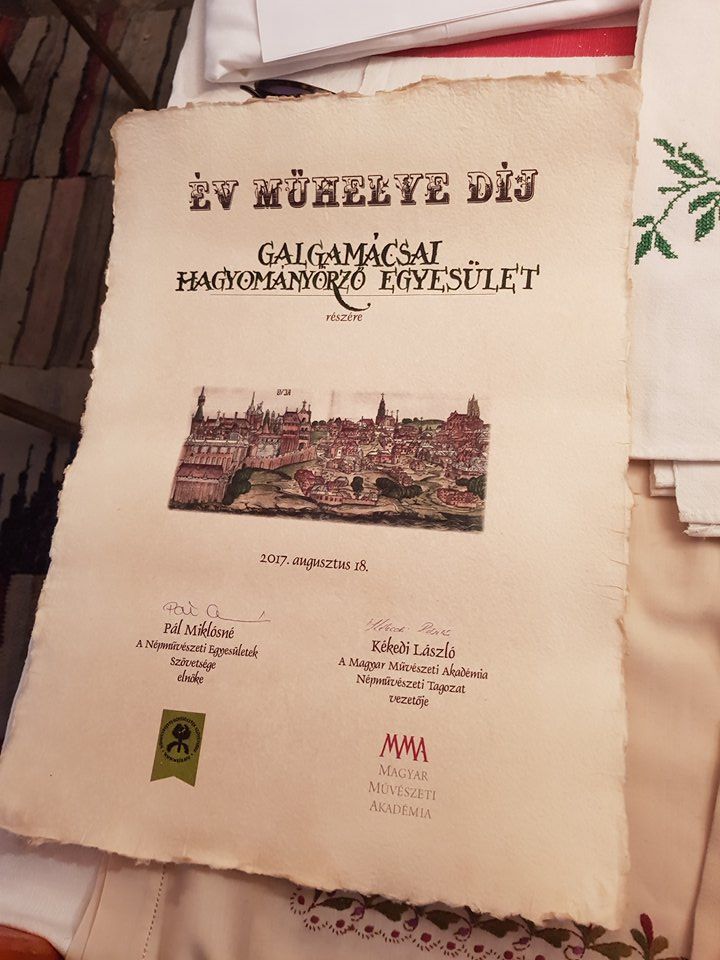 ÉV MŰHELYE DÍJ
GALGAMÁCSAI
HAGYOMÁNYŐRZŐ EGYESÜLET
részére
2017. augusztus 18.
Pál Miklósné
A Népművészeti Egyesületek
Szövetsége
elnöke
Kékedi László
A Magyar Művészeti Akadémia
Népművészeti Tagozat
vezetője
MMA
MAGYAR
MŰVÉSZETI
AKADÉMIA